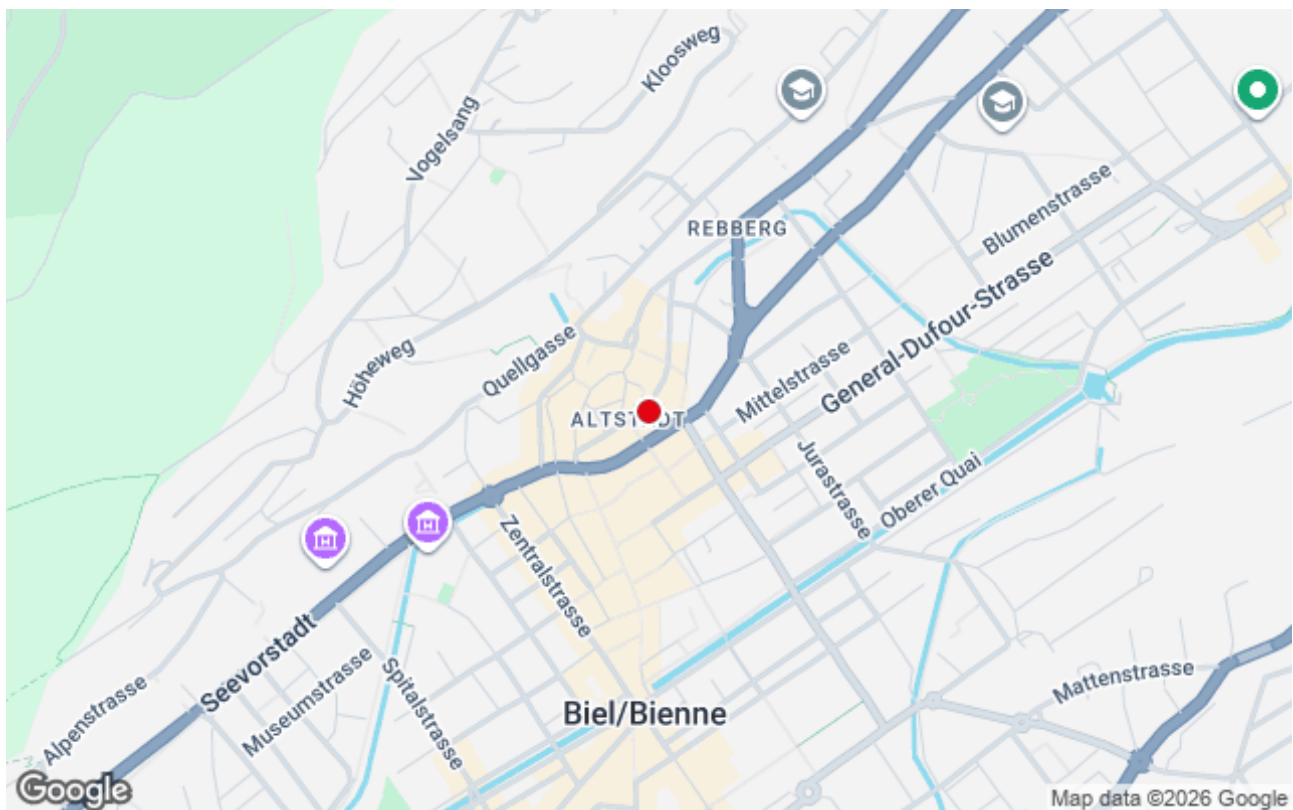 Kloosweg
Vogelsang
REBBERG
Blumenstrasse
General-Dufour-Strasse
Höheweg
Quellgasse
Mittelstrasse
ALTSTADT
Jurastrasse
Oberer Quai
Zentralstrasse
Seevorstadt
Museumstrasse
Spitalstrasse
Alpenstrasse
Mattenstrasse
Biel/Bienne
Google
Map data ©2026 Google